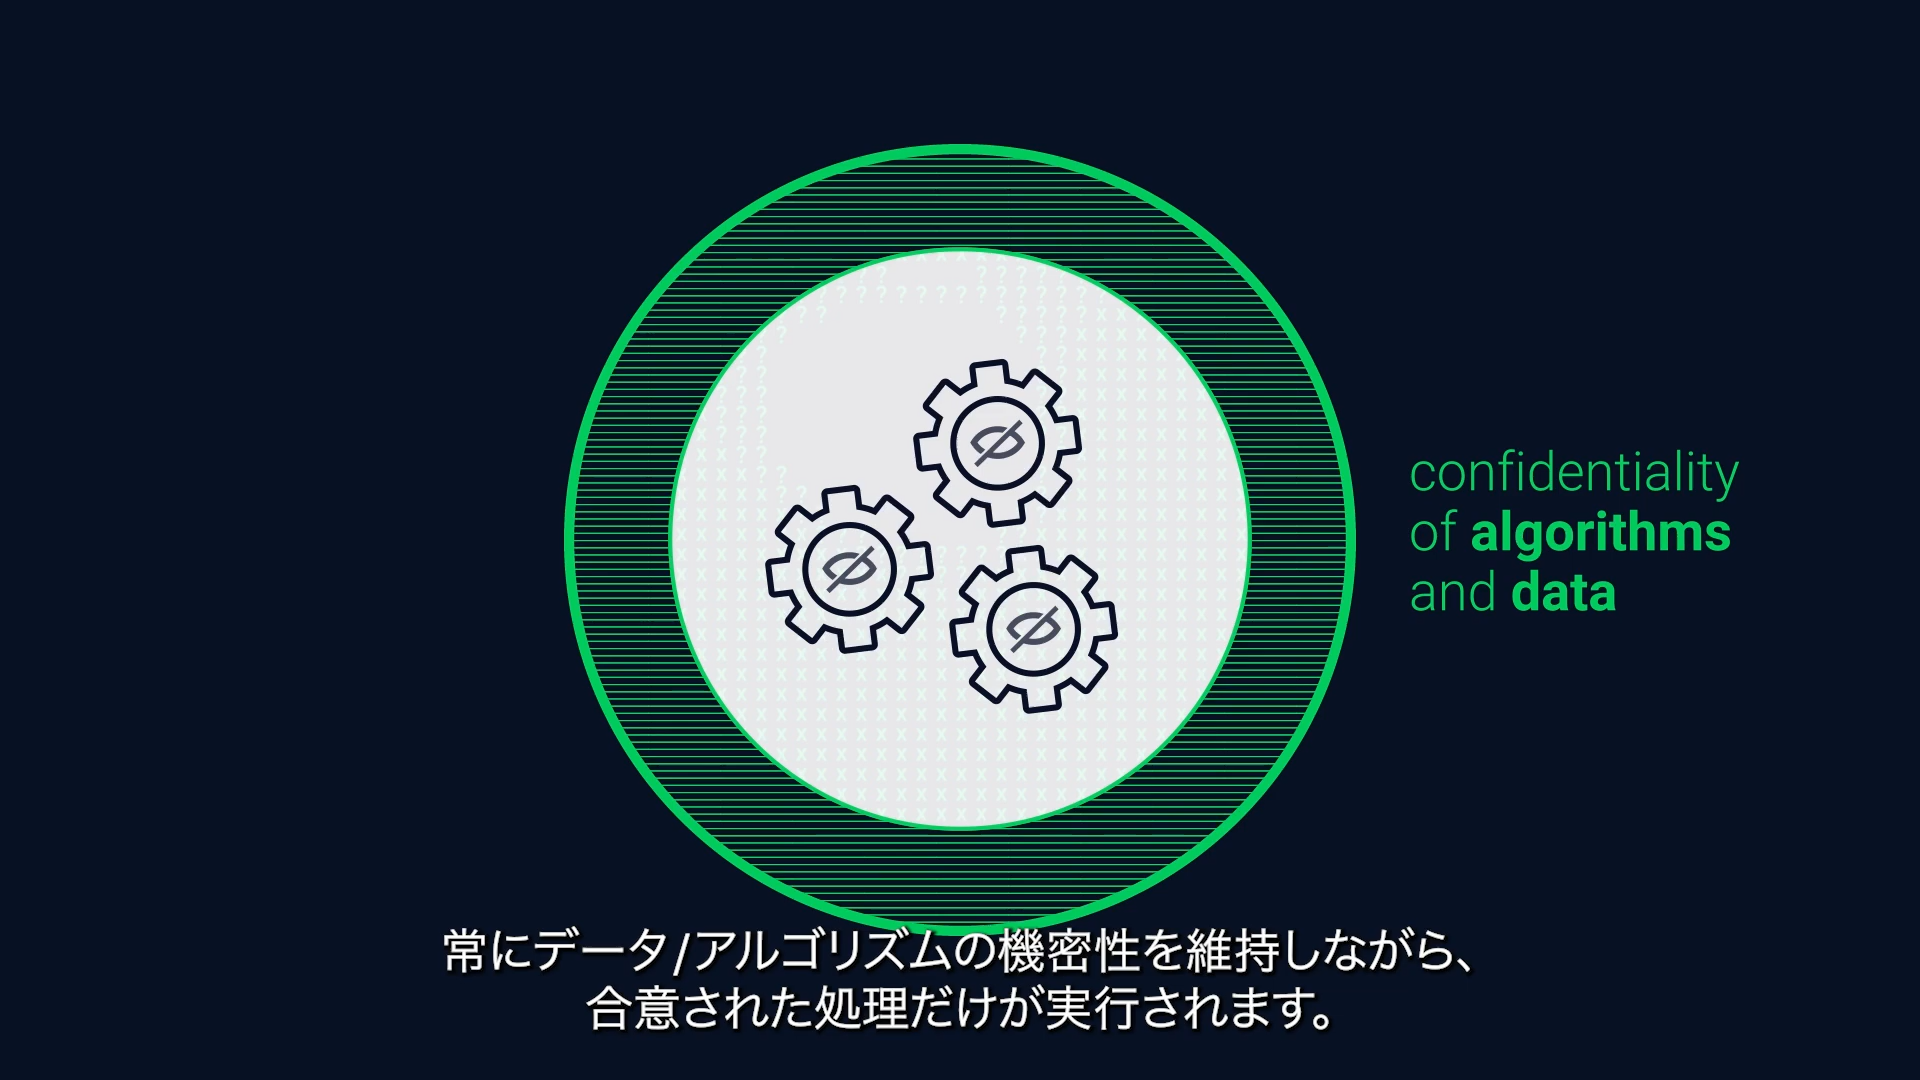 confidentiality
of algorithms
and data
常にデータ/アルゴリズムの機密性を維持しながら、
合意された処理だけが実行されます。